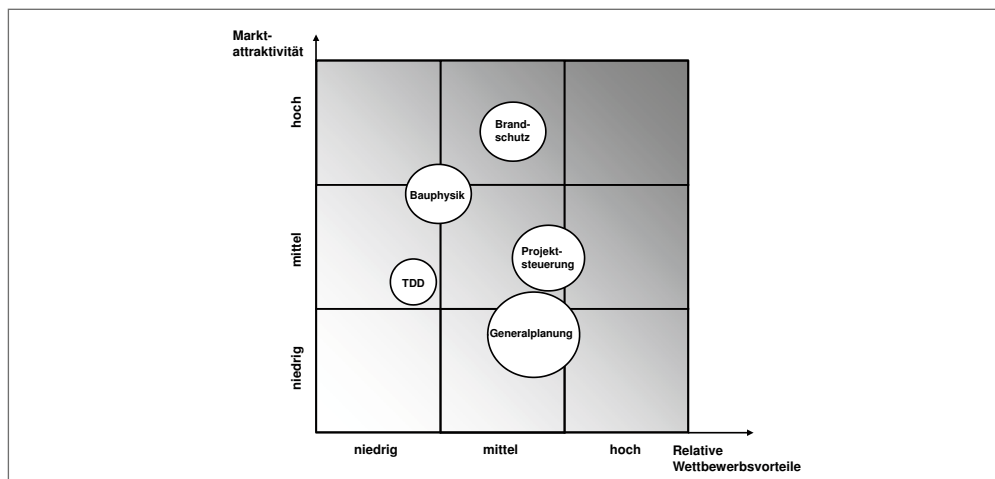 Markt-
attraktivität
hoch
mittel
niedrig
Brand-
schutz
Bauphysik
Projekt-
steuerung
TDD
Generalplanung
niedrig
mittel
hoch
Relative
Wettbewerbsvorteile